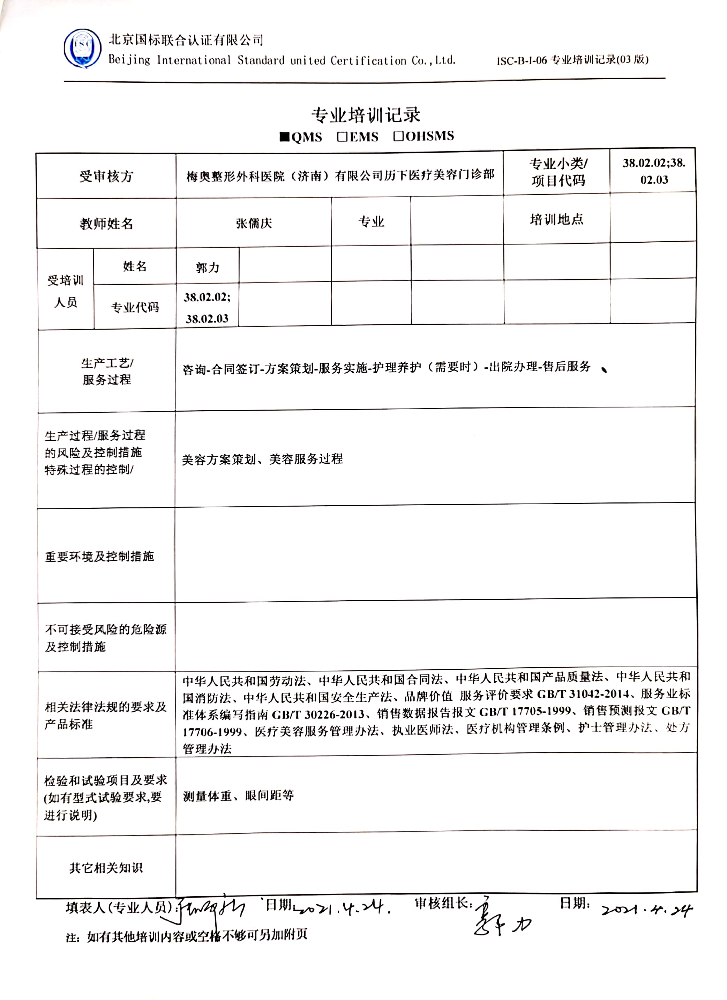 ISC
北京国标联合认证有限公司
Beijing International Standard united Certification Co.,Ltd.
ISC-B-I-06 专业培训记录(03 版)
专业培训记录
■QMS □EMS □OHSMS
受审核方
梅奥整形外科医院（济南）有限公司历下医疗美容门诊部
专业小类/
项目代码
38.02.02;38.
02.03
教师姓名
张儒庆
专业
培训地点
受培训
人员
姓名
郭力
专业代码
38.02.02;
38.02.03
生产工艺/
服务过程
咨询-合同签订-方案策划-服务实施-护理养护（需要时）-出院办理-售后服务
生产过程/服务过程
的风险及控制措施
特殊过程的控制/
美容方案策划、美容服务过程
重要环境及控制措施
不可接受风险的危险源
及控制措施
相关法律法规的要求及
产品标准
中华人民共和国劳动法、中华人民共和国合同法、中华人民共和国产品质量法、中华人民共和
国消防法、中华人民共和国安全生产法、品牌价值 服务评价要求 GB/T 31042-2014、服务业标
准体系编写指南 GB/T 30226-2013、销售数据报告报文 GB/T 17705-1999、销售预测报文 GB/T
17706-1999、医疗美容服务管理办法、执业医师法、医疗机构管理条例、护士管理办法、处方
管理办法
检验和试验项目及要求
(如有型式试验要求,要
进行说明)
测量体重、眼间距等
其它相关知识
填表人(专业人员): 日期: 2021.4.24. 审核组长: 郭力 日期: 2021.4.24
注: 如有其他培训内容或空格不够可另加附页